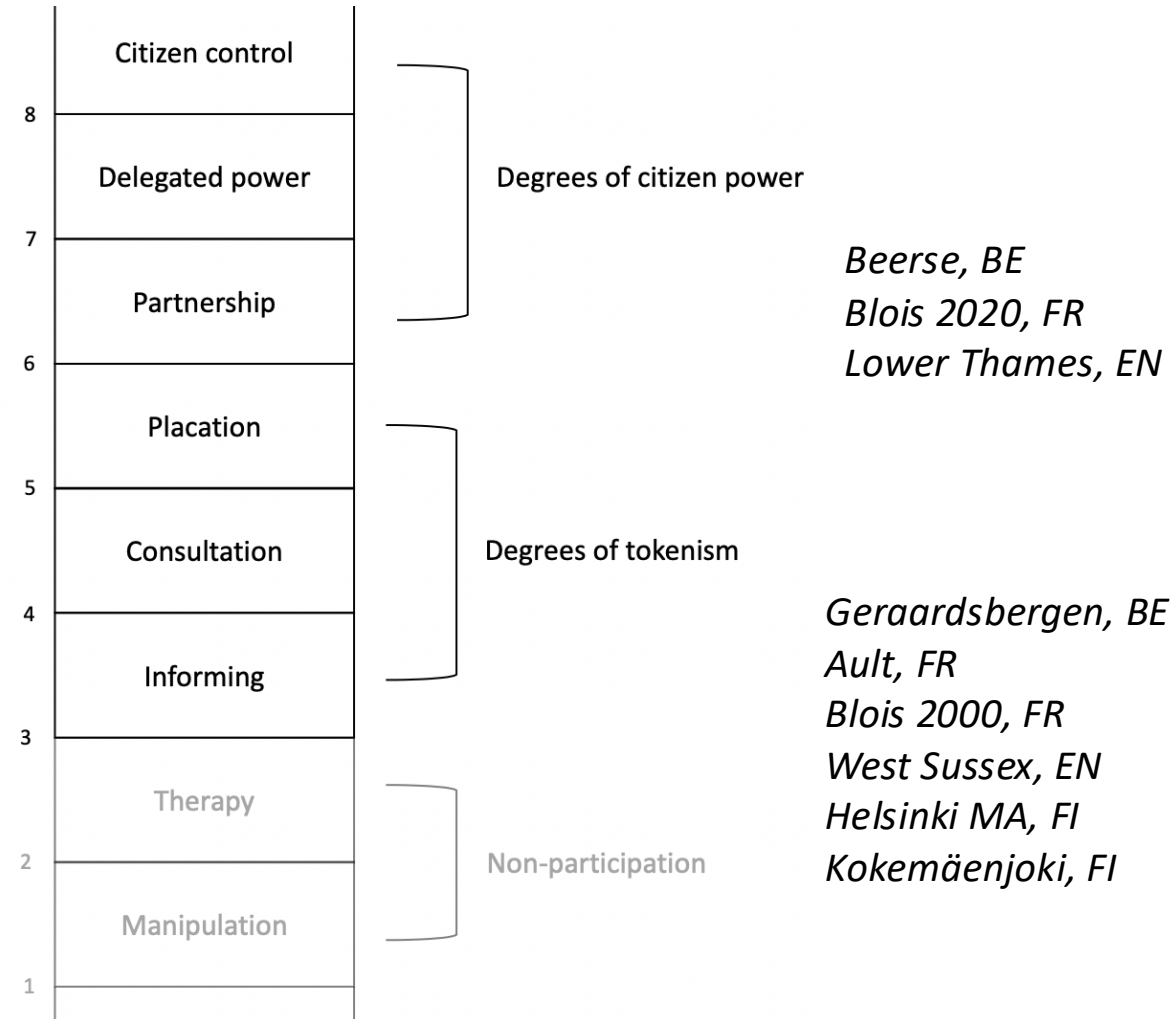 Citizen control
8
Delegated power
Degrees of citizen power
7
Beerse, BE
Partnership
Blois 2020, FR
Lower Thames, EN
6
Placation
5
Consultation
Degrees of tokenism
4
Geraardsbergen, BE
Informing
Ault, FR
Blois 2000, FR
3
West Sussex, EN
Therapy
Helsinki MA, FI
2
Non-participation
Kokemäenjoki, FI
Manipulation
1